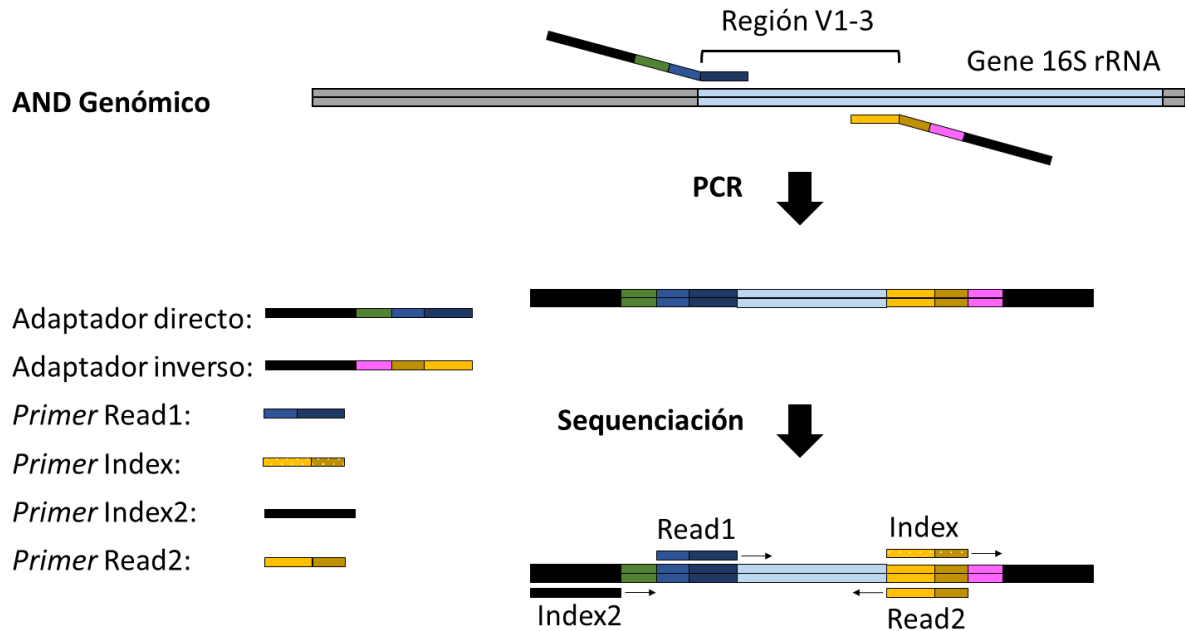 Región V1-3
Gene 16S rRNA
AND Genómico
PCR
Adaptador directo:
Adaptador inverso:
Primer Read1:
Primer Index:
Primer Index2:
Primer Read2:
Sequenciación
Read1
Index
Index2
Read2